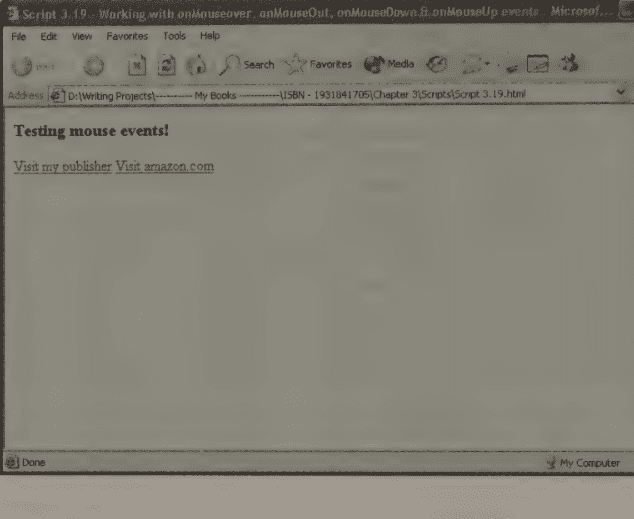 Script 3.19 - Working with onMouseover, onMouseOut, onMouseDown & onMouseUp events - Microsof...
File Edit View Favorites Tools Help
Search Favorites Media
Address D:\Writing Projects\----------- My Books -----------\ISBN - 1931841705\Chapter 3\Scripts\Script 3.19.html
Testing mouse events!
Visit my publisher Visit amazon.com
Done My Computer